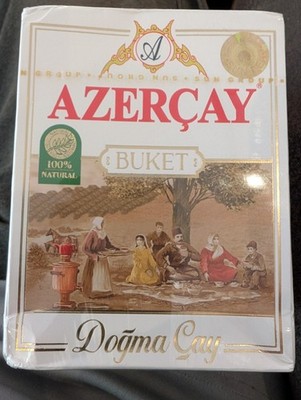 A
AZERÇAY
BUKET
100%
NATURAL
Doğma Çay